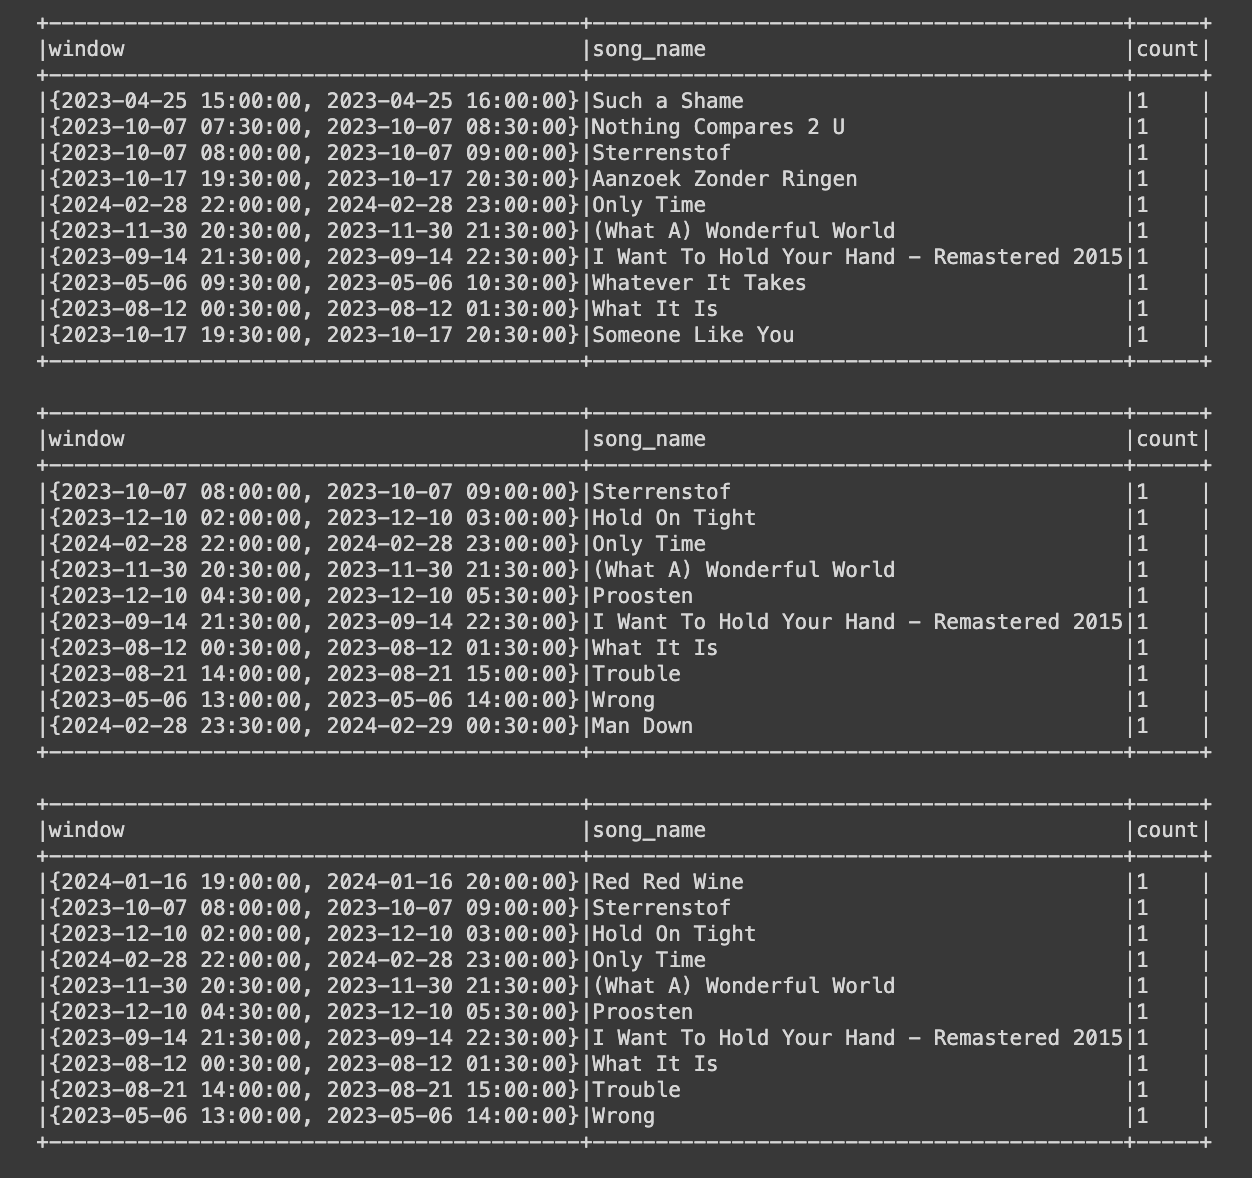 +------------------------------------------+------------------------------------------+-----+
|window                                    |song_name                                 |count|
+------------------------------------------+------------------------------------------+-----+
|{2023-04-25 15:00:00, 2023-04-25 16:00:00}|Such a Shame                              |1    |
|{2023-10-07 07:30:00, 2023-10-07 08:30:00}|Nothing Compares 2 U                      |1    |
|{2023-10-07 08:00:00, 2023-10-07 09:00:00}|Sterrenstof                               |1    |
|{2023-10-17 19:30:00, 2023-10-17 20:30:00}|Aanzoek Zonder Ringen                     |1    |
|{2024-02-28 22:00:00, 2024-02-28 23:00:00}|Only Time                                 |1    |
|{2023-11-30 20:30:00, 2023-11-30 21:30:00}|(What A) Wonderful World                  |1    |
|{2023-09-14 21:30:00, 2023-09-14 22:30:00}|I Want To Hold Your Hand - Remastered 2015|1    |
|{2023-05-06 09:30:00, 2023-05-06 10:30:00}|Whatever It Takes                         |1    |
|{2023-08-12 00:30:00, 2023-08-12 01:30:00}|What It Is                                |1    |
|{2023-10-17 19:30:00, 2023-10-17 20:30:00}|Someone Like You                          |1    |
+------------------------------------------+------------------------------------------+-----+

+------------------------------------------+------------------------------------------+-----+
|window                                    |song_name                                 |count|
+------------------------------------------+------------------------------------------+-----+
|{2023-10-07 08:00:00, 2023-10-07 09:00:00}|Sterrenstof                               |1    |
|{2023-12-10 02:00:00, 2023-12-10 03:00:00}|Hold On Tight                             |1    |
|{2024-02-28 22:00:00, 2024-02-28 23:00:00}|Only Time                                 |1    |
|{2023-11-30 20:30:00, 2023-11-30 21:30:00}|(What A) Wonderful World                  |1    |
|{2023-12-10 04:30:00, 2023-12-10 05:30:00}|Proosten                                  |1    |
|{2023-09-14 21:30:00, 2023-09-14 22:30:00}|I Want To Hold Your Hand - Remastered 2015|1    |
|{2023-08-12 00:30:00, 2023-08-12 01:30:00}|What It Is                                |1    |
|{2023-08-21 14:00:00, 2023-08-21 15:00:00}|Trouble                                   |1    |
|{2023-05-06 13:00:00, 2023-05-06 14:00:00}|Wrong                                     |1    |
|{2024-02-28 23:30:00, 2024-02-29 00:30:00}|Man Down                                  |1    |
+------------------------------------------+------------------------------------------+-----+

+------------------------------------------+------------------------------------------+-----+
|window                                    |song_name                                 |count|
+------------------------------------------+------------------------------------------+-----+
|{2024-01-16 19:00:00, 2024-01-16 20:00:00}|Red Red Wine                              |1    |
|{2023-10-07 08:00:00, 2023-10-07 09:00:00}|Sterrenstof                               |1    |
|{2023-12-10 02:00:00, 2023-12-10 03:00:00}|Hold On Tight                             |1    |
|{2024-02-28 22:00:00, 2024-02-28 23:00:00}|Only Time                                 |1    |
|{2023-11-30 20:30:00, 2023-11-30 21:30:00}|(What A) Wonderful World                  |1    |
|{2023-12-10 04:30:00, 2023-12-10 05:30:00}|Proosten                                  |1    |
|{2023-09-14 21:30:00, 2023-09-14 22:30:00}|I Want To Hold Your Hand - Remastered 2015|1    |
|{2023-08-12 00:30:00, 2023-08-12 01:30:00}|What It Is                                |1    |
|{2023-08-21 14:00:00, 2023-08-21 15:00:00}|Trouble                                   |1    |
|{2023-05-06 13:00:00, 2023-05-06 14:00:00}|Wrong                                     |1    |
+------------------------------------------+------------------------------------------+-----+